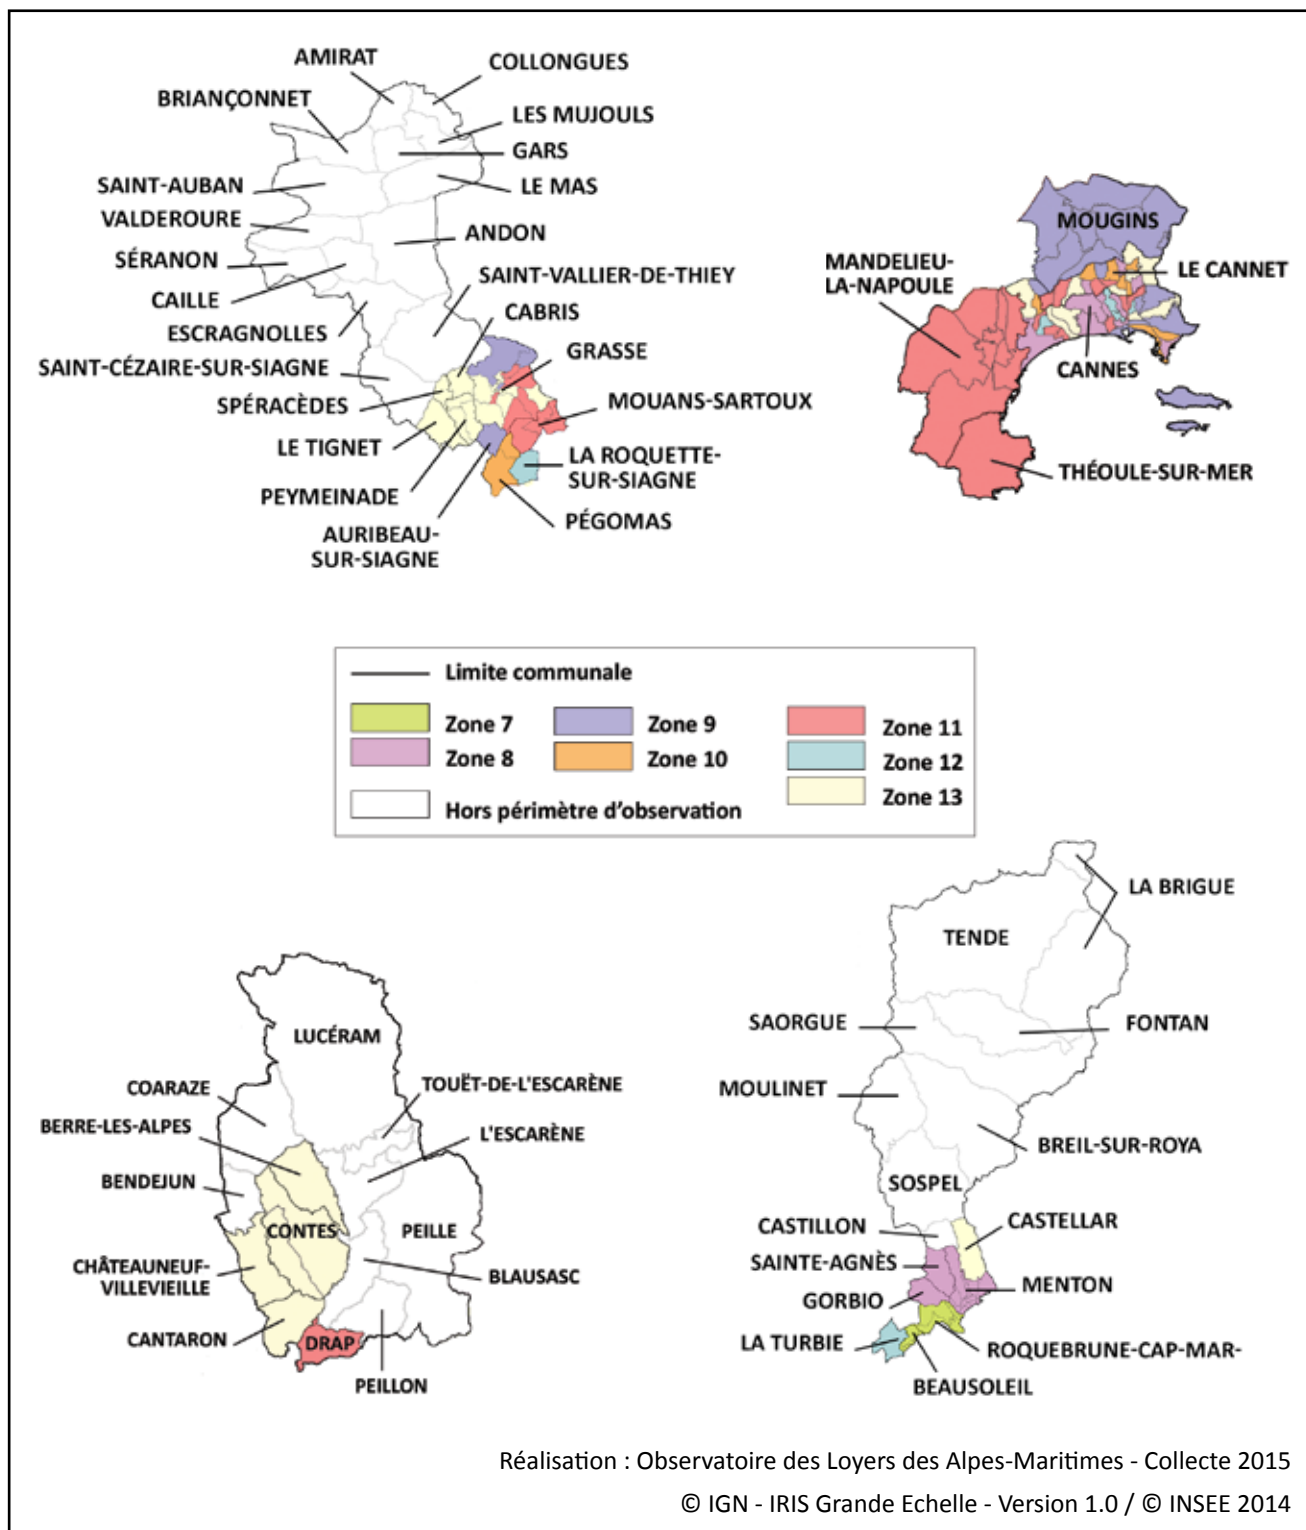 AMIRAT
COLLONGUES
BRIANÇONNET
LES MUJOULS
GARS
SAINT-AUBAN
LE MAS
VALDEROURE
ANDON
SÉRANON
SAINT-VALLIER-DE-THIEY
CAILLE
CABRIS
ESCRAGNOLLES
GRASSE
SAINT-CÉZAIRE-SUR-SIAGNE
SPÉRACÈDES
MOUANS-SARTOUX
LE TIGNET
LA ROQUETTE-
SUR-SIAGNE
PEYMEINADE
PÉGOMAS
AURIBEAU-
SUR-SIAGNE
MOUGINS
MANDELIEU-
LA-NAPOULE
LE CANNET
CANNES
THÉOULE-SUR-MER
Limite communale
Zone 7
Zone 9
Zone 11
Zone 8
Zone 10
Zone 12
Zone 13
Hors périmètre d'observation
LUCÉRAM
COARAZE
TOUËT-DE-L'ESCARÈNE
BERRE-LES-ALPES
L'ESCARÈNE
BENDEJUN
CONTES
PEILLE
CHÂTEAUNEUF-
VILLEVIEILLE
BLAUSASC
CANTARON
DRAP
PEILLON
LA BRIGUE
TENDE
SAORGUE
FONTAN
MOULINET
BREIL-SUR-ROYA
SOSPEL
CASTILLON
CASTELLAR
SAINTE-AGNÈS
MENTON
GORBIO
LA TURBIE
ROQUEBRUNE-CAP-MAR-
BEAUSOLEIL
Réalisation : Observatoire des Loyers des Alpes-Maritimes - Collecte 2015
© IGN - IRIS Grande Echelle - Version 1.0 / © INSEE 2014